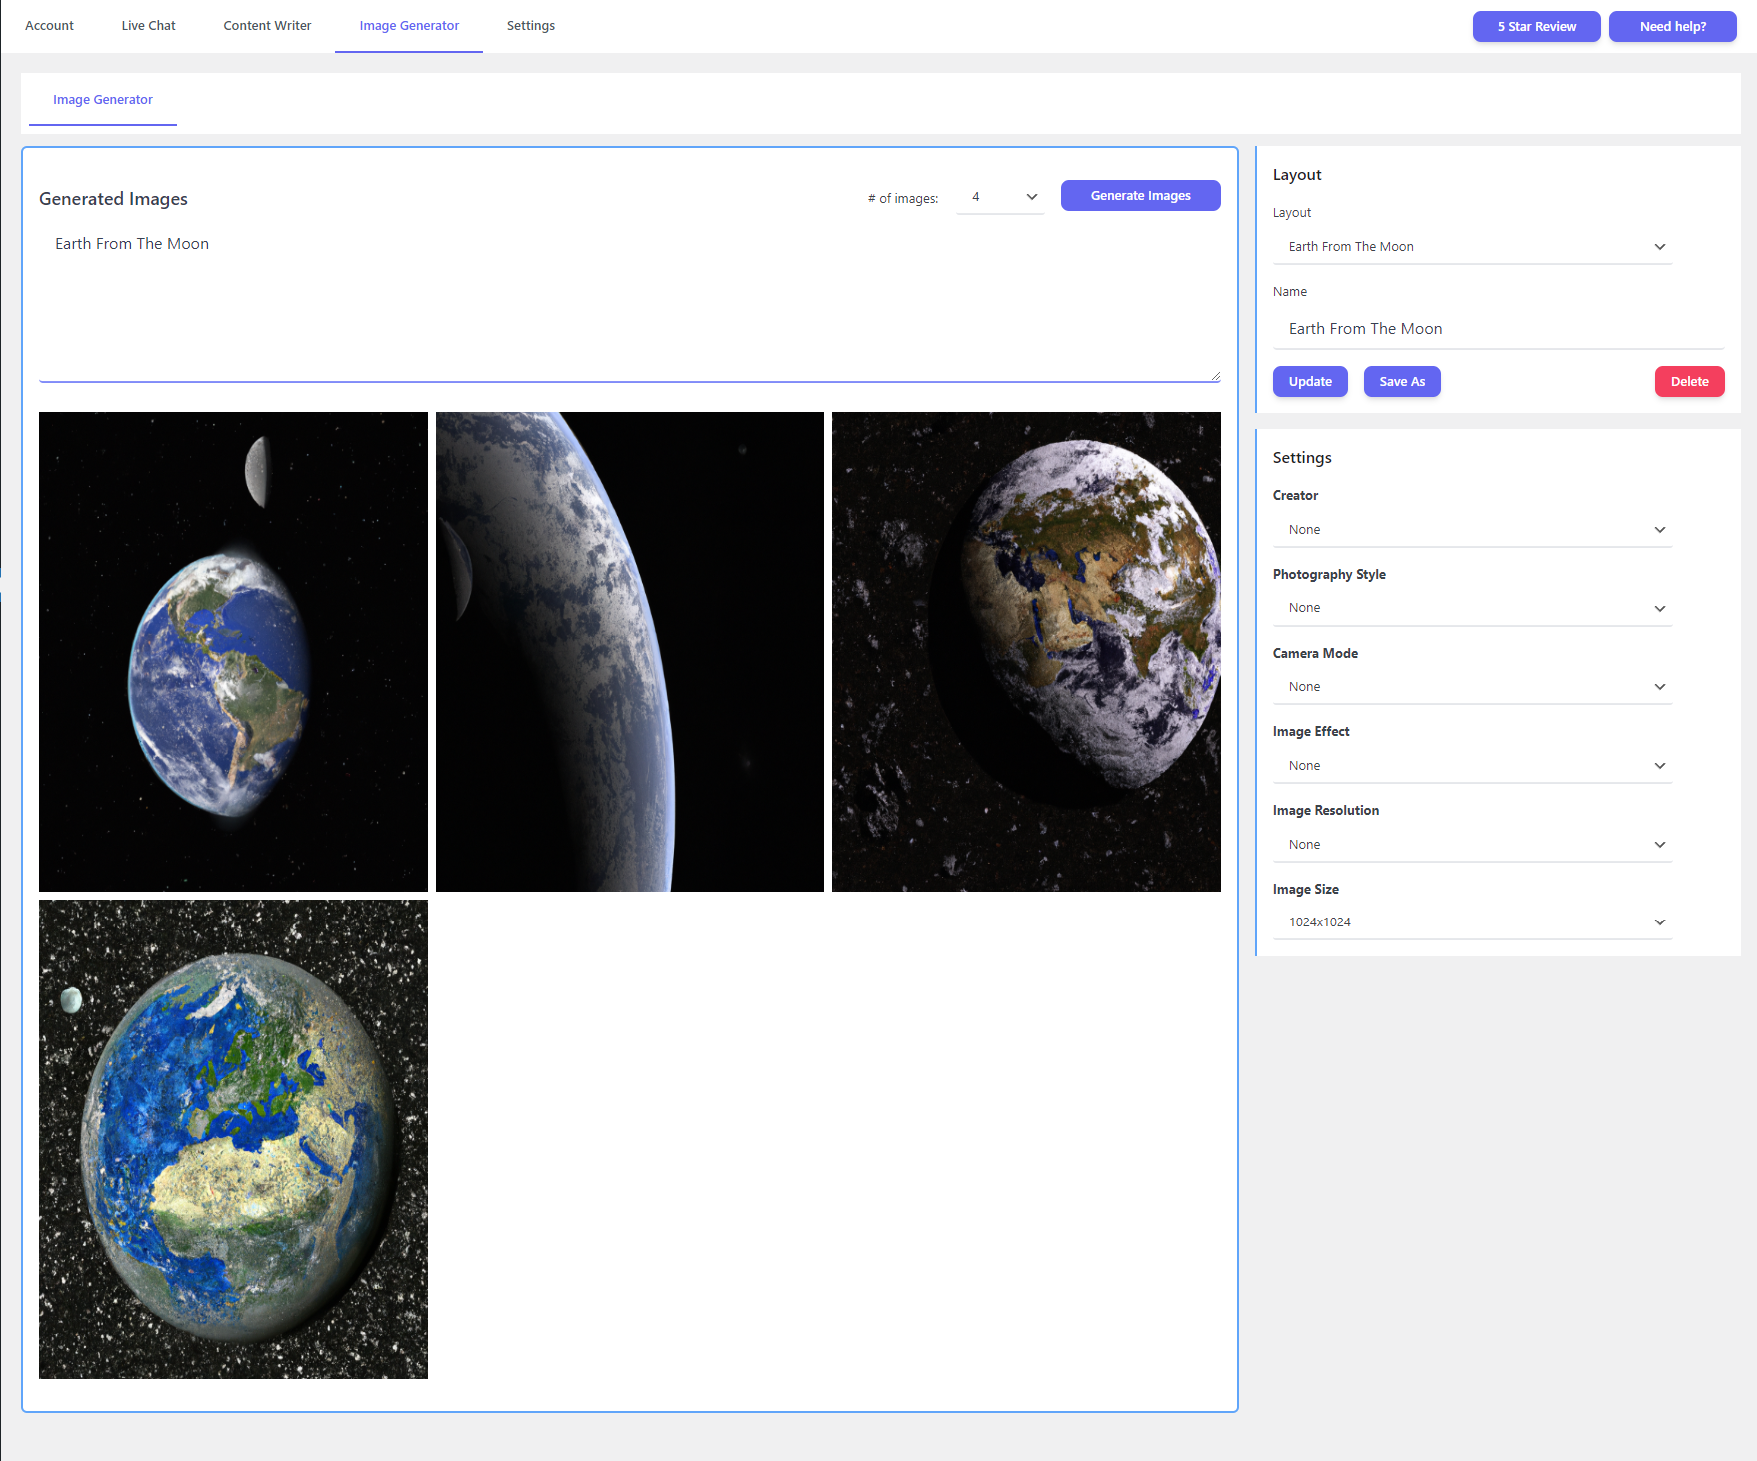 Account
Live Chat
Content Writer
Image Generator
Settings
5 Star Review
Need help?
Image Generator
Generated Images
# of images:
4
Generate Images
Earth From The Moon
Layout
Layout
Earth From The Moon
Name
Earth From The Moon
Update
Save As
Delete
Settings
Creator
None
Photography Style
None
Camera Mode
None
Image Effect
None
Image Resolution
None
Image Size
1024x1024